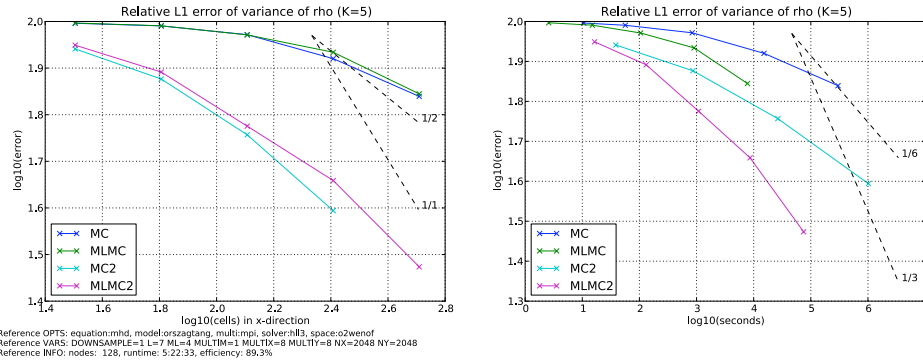 Relative L1 error of variance of rho (K=5)
2.0
1.9
1.8
1.7
1.6
1.5
1.4
log10(error)
1/2
1/1
MC
MLMC
MC2
MLMC2
1.4 1.6 1.8 2.0 2.2 2.4 2.6 2.8
log10(cells) in x-direction
Relative L1 error of variance of rho (K=5)
2.0
1.9
1.8
1.7
1.6
1.5
1.4
1.3
log10(error)
1/6
1/3
MC
MLMC
MC2
MLMC2
0 1 2 3 4 5 6 7
log10(seconds)
Reference OPTS: equation:mhd, model:orszagtang, multi:mpi, solver:hll3, space:o2wenof
Reference VARS: DOWNSAMPLE=1 L=7 ML=4 MULTIM=1 MULTIX=8 MULTIY=8 NX=2048 NY=2048
Reference INFO: nodes: 128, runtime: 5:22:33, efficiency: 89.3%